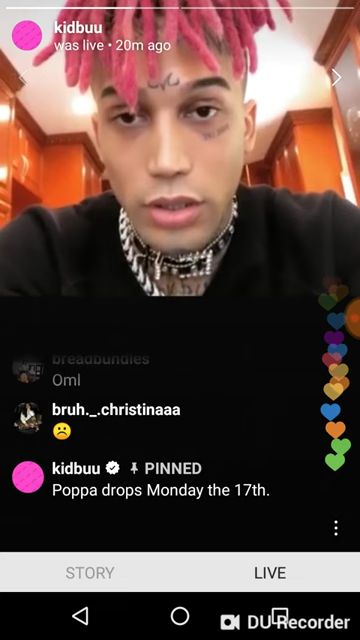 kidbuu
was live • 20m ago
breadbundles
Oml
bruh._.christinaaa
kidbuu PINNED
Poppa drops Monday the 17th.
STORY LIVE
DU Recorder